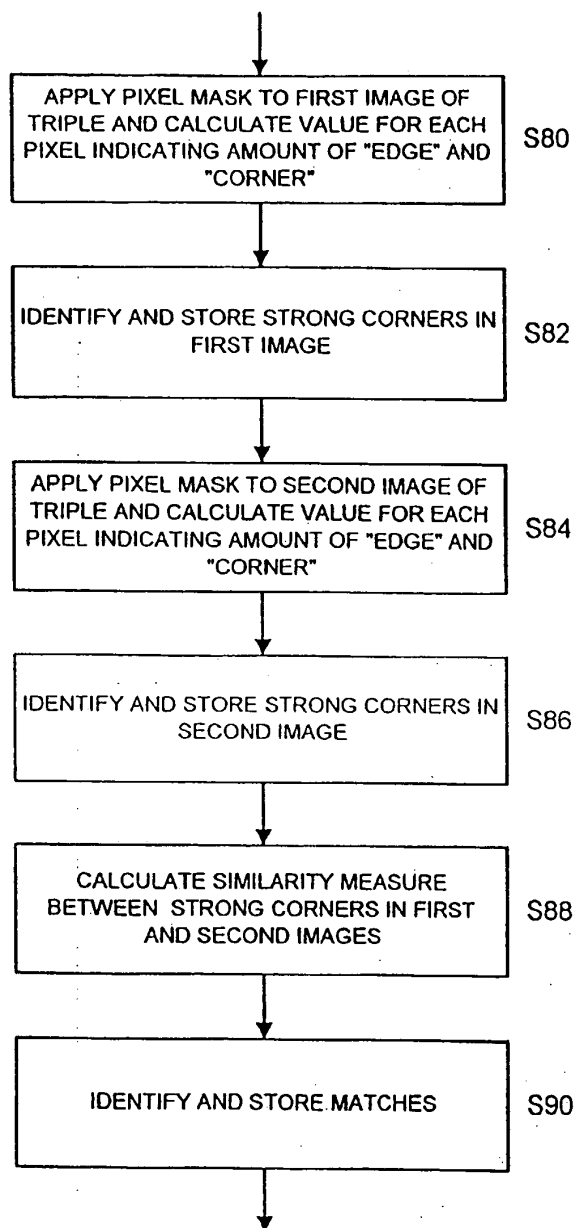 APPLY PIXEL MASK TO FIRST IMAGE OF
TRIPLE AND CALCULATE VALUE FOR EACH
PIXEL INDICATING AMOUNT OF "EDGE" AND
"CORNER"
S80
IDENTIFY AND STORE STRONG CORNERS IN
FIRST IMAGE
S82
APPLY PIXEL MASK TO SECOND IMAGE OF
TRIPLE AND CALCULATE VALUE FOR EACH
PIXEL INDICATING AMOUNT OF "EDGE" AND
"CORNER"
S84
IDENTIFY AND STORE STRONG CORNERS IN
SECOND IMAGE
S86
CALCULATE SIMILARITY MEASURE
BETWEEN STRONG CORNERS IN FIRST
AND SECOND IMAGES
S88
IDENTIFY AND STORE MATCHES
S90